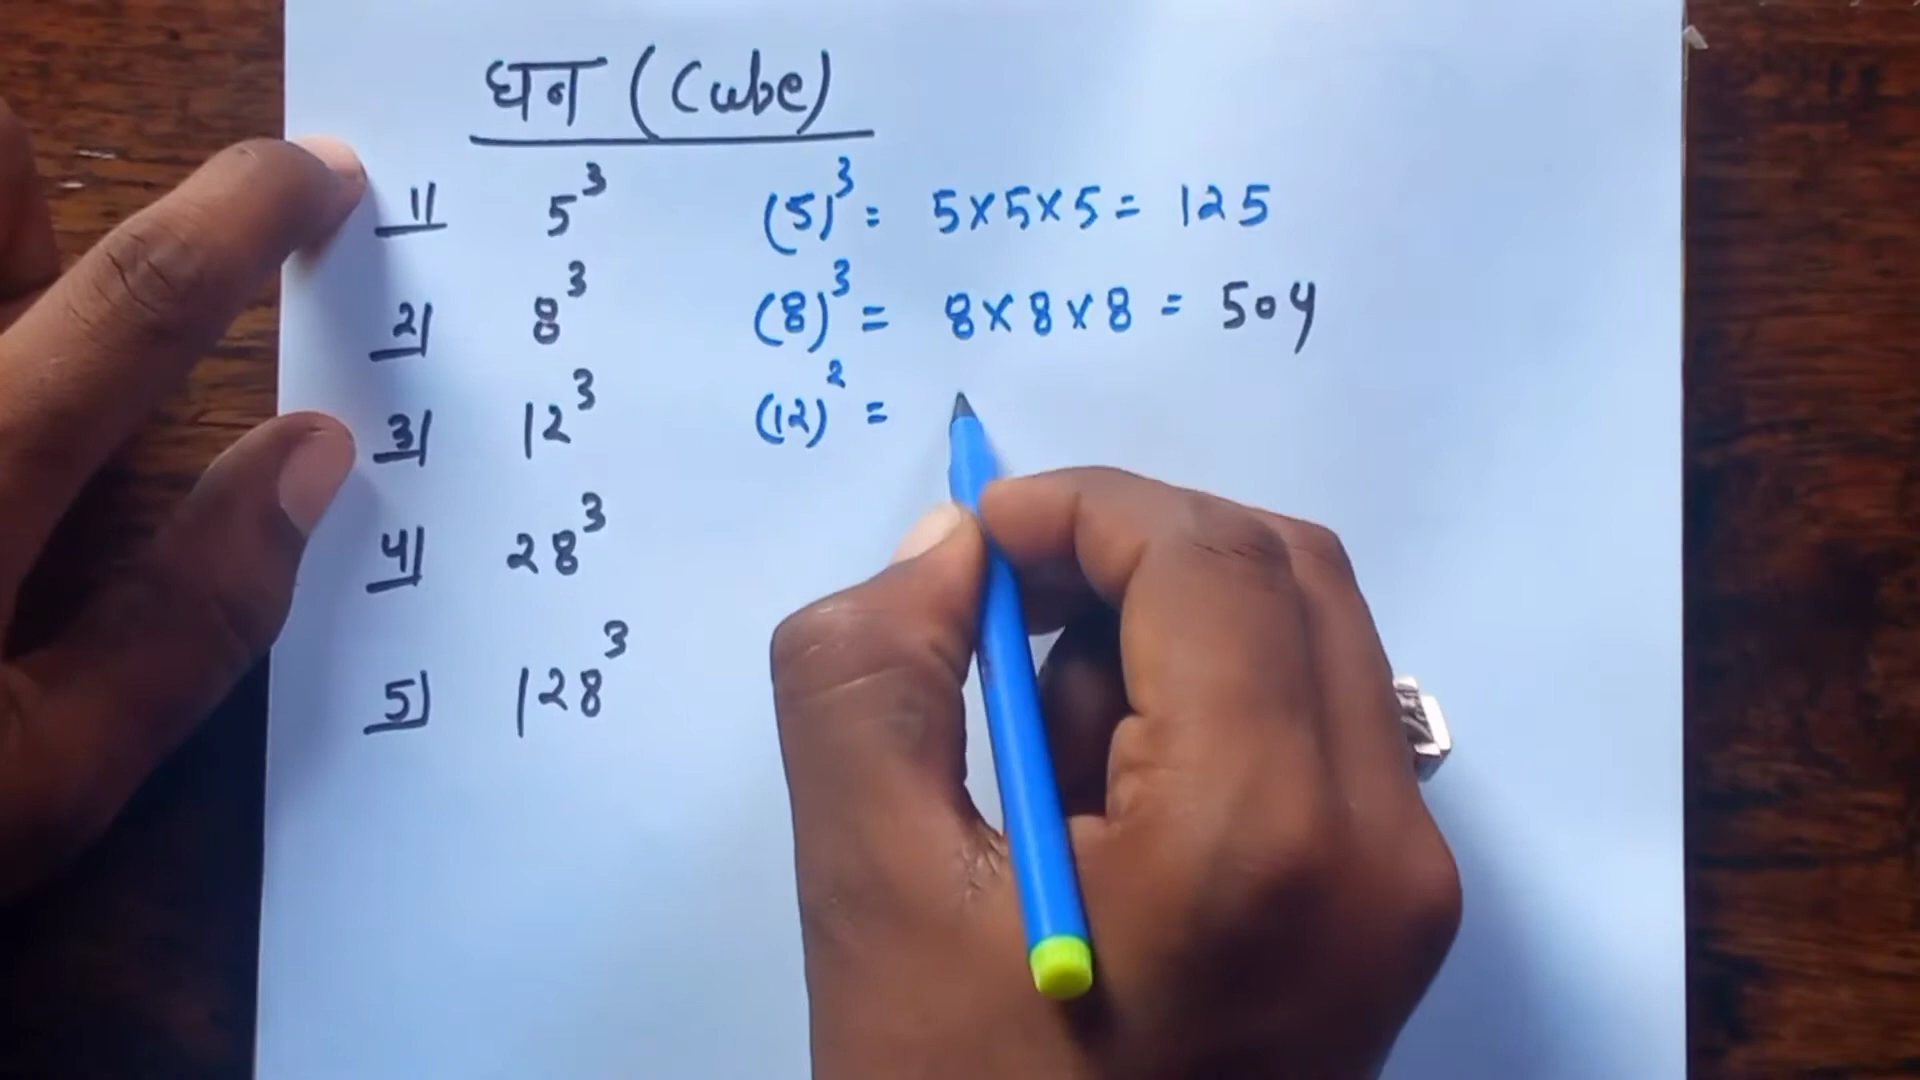 घन (Cube)
1) 5³ (5)³ = 5×5×5 = 125
2) 8³ (8)³ = 8×8×8 = 504
3) 12³ (12)² =
4) 28³
5) 128³